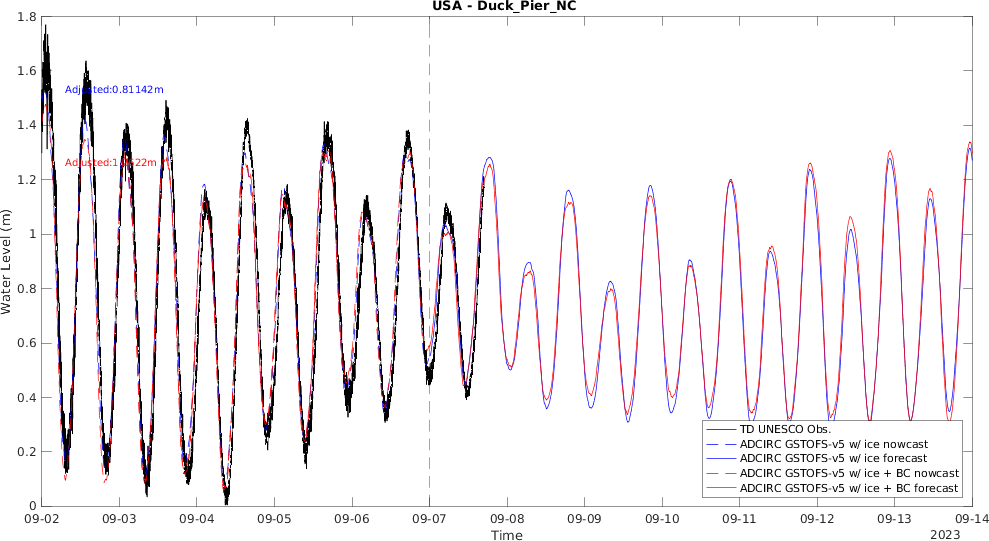 USA - Duck_Pier_NC
1.8
1.6
1.4
1.2
1
0.8
0.6
0.4
0.2
0
Water Level (m)
Adjusted:0.81142m
TD UNESCO Obs.
ADCIRC GSTOFS-v5 w/ ice nowcast
ADCIRC GSTOFS-v5 w/ ice forecast
ADCIRC GSTOFS-v5 w/ ice + BC nowcast
ADCIRC GSTOFS-v5 w/ ice + BC forecast
09-02 09-03 09-04 09-05 09-06 09-07 09-08 09-09 09-10 09-11 09-12 09-13 09-14
Time
2023